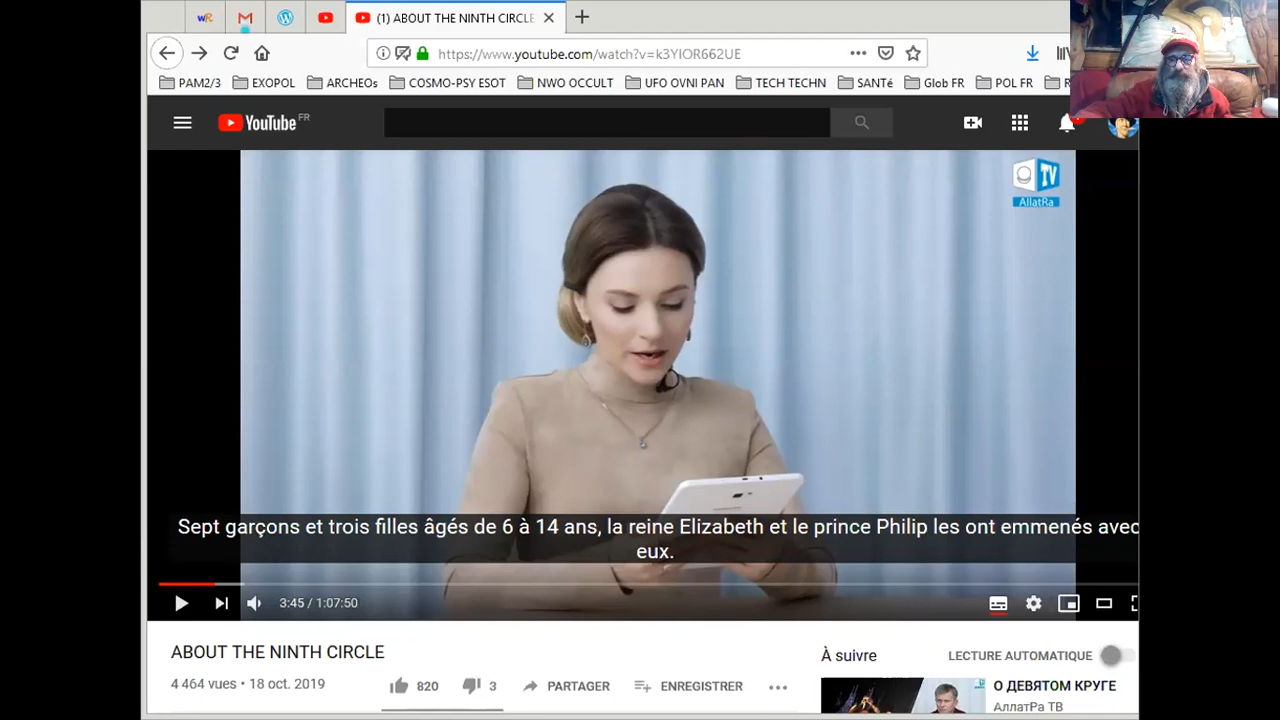 (1) ABOUT THE NINTH CIRCLE
https://www.youtube.com/watch?v=k3YIOR662UE
PAM2/3 EXOPOL ARCHEOs COSMO-PSY ESOT NWO OCCULT UFO OVNI PAN TECH TECHN SANTé Glob FR POL FR
YouTube FR
TV
AllatRa
Sept garçons et trois filles âgés de 6 à 14 ans, la reine Elizabeth et le prince Philip les ont emmenés avec
eux.
3:45 / 1:07:50
ABOUT THE NINTH CIRCLE
4 464 vues • 18 oct. 2019
820
3
PARTAGER
ENREGISTRER
À suivre
LECTURE AUTOMATIQUE
О ДЕВЯТОМ КРУГЕ
АллатРа ТВ